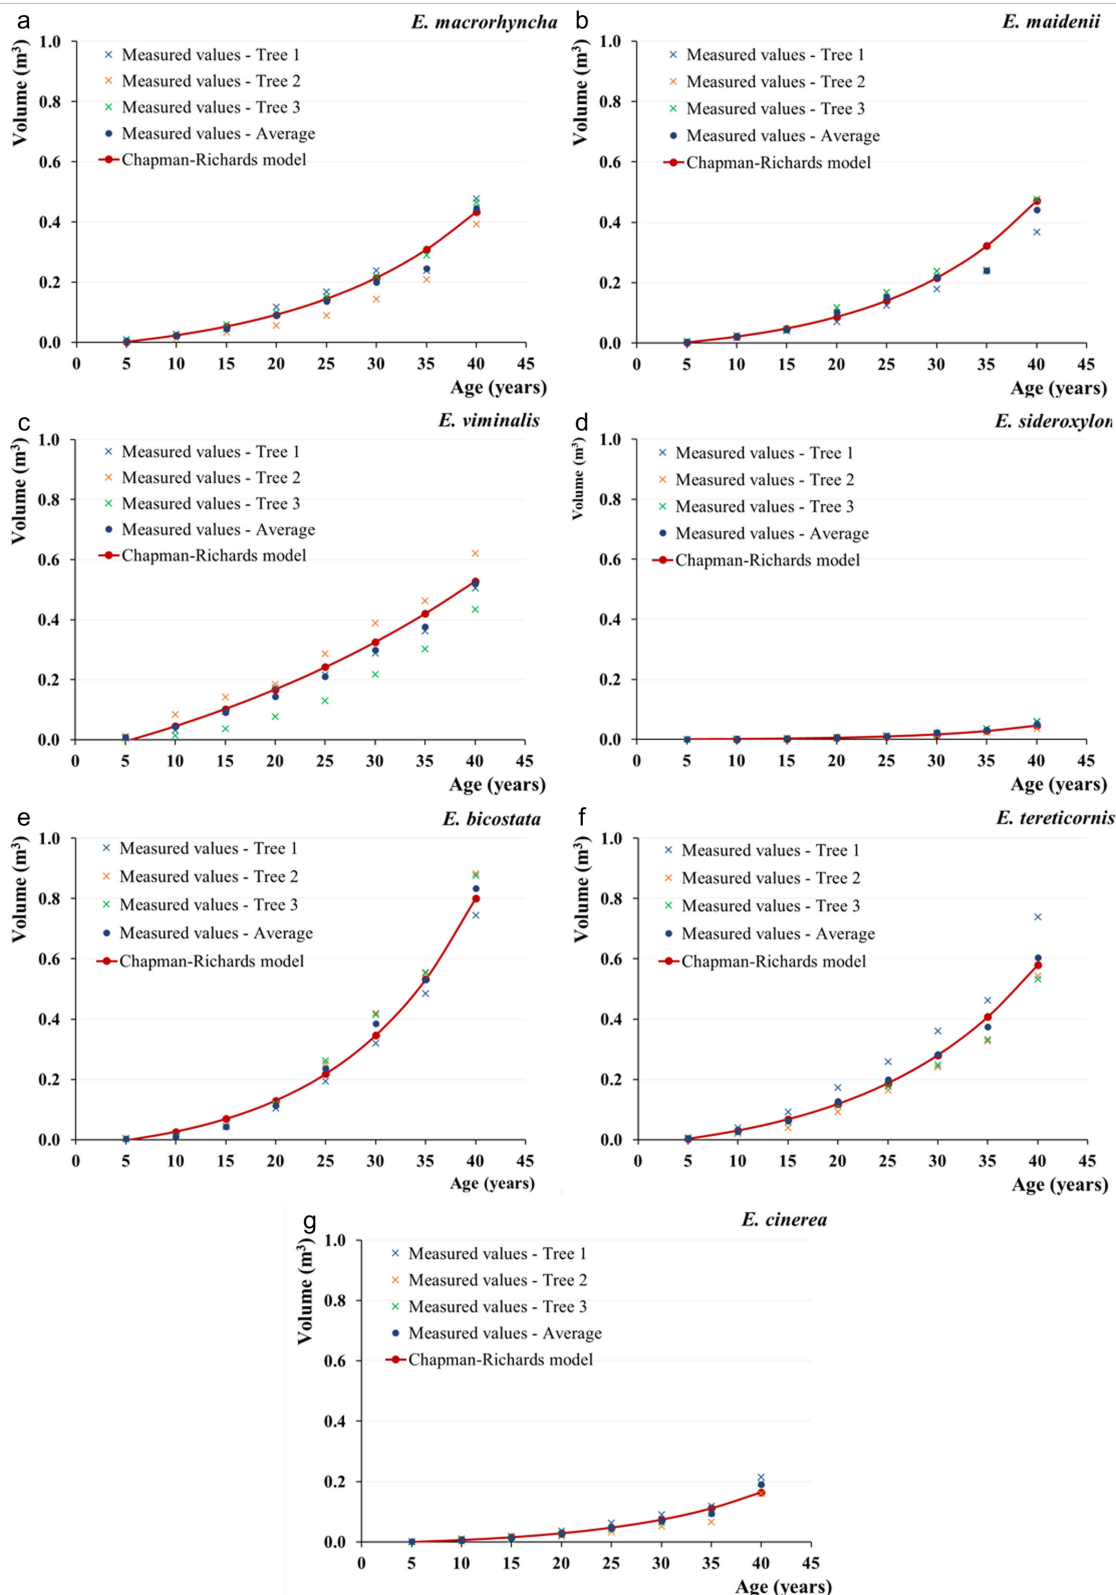 a
E. macrorhyncha
Volume (m³)
1.0
0.8
0.6
0.4
0.2
0.0
× Measured values - Tree 1
× Measured values - Tree 2
× Measured values - Tree 3
Measured values - Average
Chapman-Richards model
0 5 10 15 20 25 30 35 40 45
Age (years)
b
E. maidenii
Volume (m³)
1.0
0.8
0.6
0.4
0.2
0.0
× Measured values - Tree 1
× Measured values - Tree 2
× Measured values - Tree 3
Measured values - Average
Chapman-Richards model
0 5 10 15 20 25 30 35 40 45
Age (years)
c
E. viminalis
Volume (m³)
1.0
0.8
0.6
0.4
0.2
0.0
× Measured values - Tree 1
× Measured values - Tree 2
× Measured values - Tree 3
Measured values - Average
Chapman-Richards model
0 5 10 15 20 25 30 35 40 45
Age (years)
d
E. sideroxylon
Volume (m³)
1.0
0.8
0.6
0.4
0.2
0.0
× Measured values - Tree 1
× Measured values - Tree 2
× Measured values - Tree 3
Measured values - Average
Chapman-Richards model
0 5 10 15 20 25 30 35 40 45
Age (years)
e
E. bicostata
Volume (m³)
1.0
0.8
0.6
0.4
0.2
0.0
× Measured values - Tree 1
× Measured values - Tree 2
× Measured values - Tree 3
Measured values - Average
Chapman-Richards model
0 5 10 15 20 25 30 35 40 45
Age (years)
f
E. tereticornis
Volume (m³)
1.0
0.8
0.6
0.4
0.2
0.0
× Measured values - Tree 1
× Measured values - Tree 2
× Measured values - Tree 3
Measured values - Average
Chapman-Richards model
0 5 10 15 20 25 30 35 40 45
Age (years)
g
E. cinerea
Volume (m³)
1.0
0.8
0.6
0.4
0.2
0.0
× Measured values - Tree 1
× Measured values - Tree 2
× Measured values - Tree 3
Measured values - Average
Chapman-Richards model
0 5 10 15 20 25 30 35 40 45
Age (years)